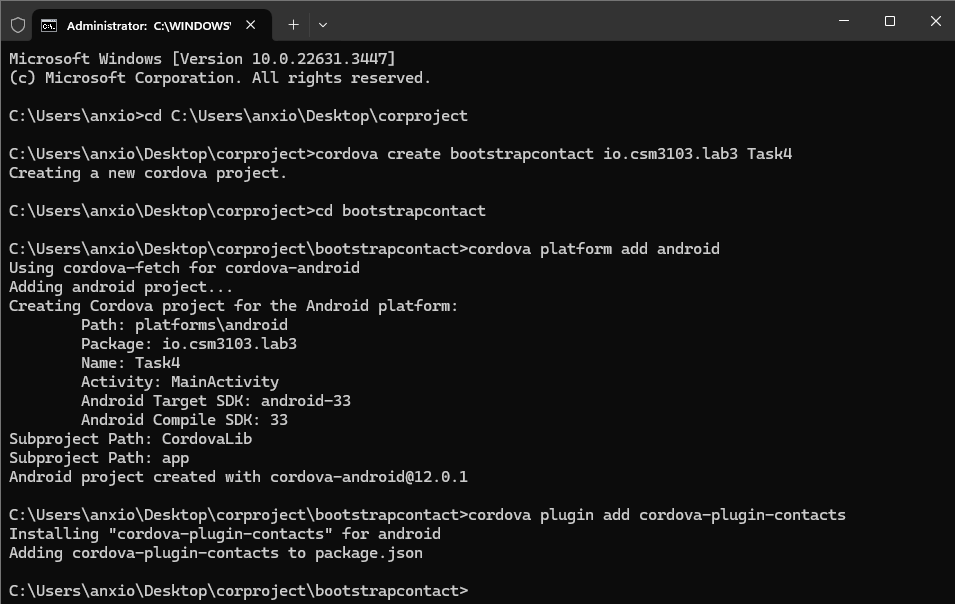 Administrator: C:\WINDOWS'
Microsoft Windows [Version 10.0.22631.3447]
(c) Microsoft Corporation. All rights reserved.
C:\Users\anxio>cd C:\Users\anxio\Desktop\corproject
C:\Users\anxio\Desktop\corproject>cordova create bootstrapcontact io.csm3103.lab3 Task4
Creating a new cordova project.
C:\Users\anxio\Desktop\corproject>cd bootstrapcontact
C:\Users\anxio\Desktop\corproject\bootstrapcontact>cordova platform add android
Using cordova-fetch for cordova-android
Adding android project...
Creating Cordova project for the Android platform:
Path: platforms\android
Package: io.csm3103.lab3
Name: Task4
Activity: MainActivity
Android Target SDK: android-33
Android Compile SDK: 33
Subproject Path: CordovaLib
Subproject Path: app
Android project created with cordova-android@12.0.1
C:\Users\anxio\Desktop\corproject\bootstrapcontact>cordova plugin add cordova-plugin-contacts
Installing "cordova-plugin-contacts" for android
Adding cordova-plugin-contacts to package.json
C:\Users\anxio\Desktop\corproject\bootstrapcontact>